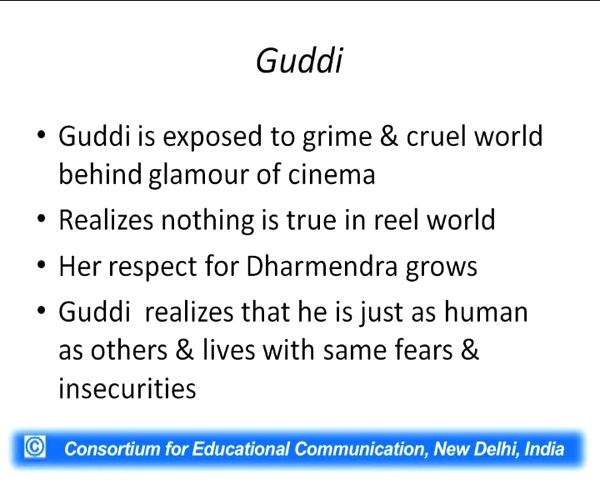 Guddi
• Guddi is exposed to grime & cruel world
behind glamour of cinema
• Realizes nothing is true in reel world
• Her respect for Dharmendra grows
• Guddi realizes that he is just as human
as others & lives with same fears &
insecurities
© Consortium for Educational Communication, New Delhi, India